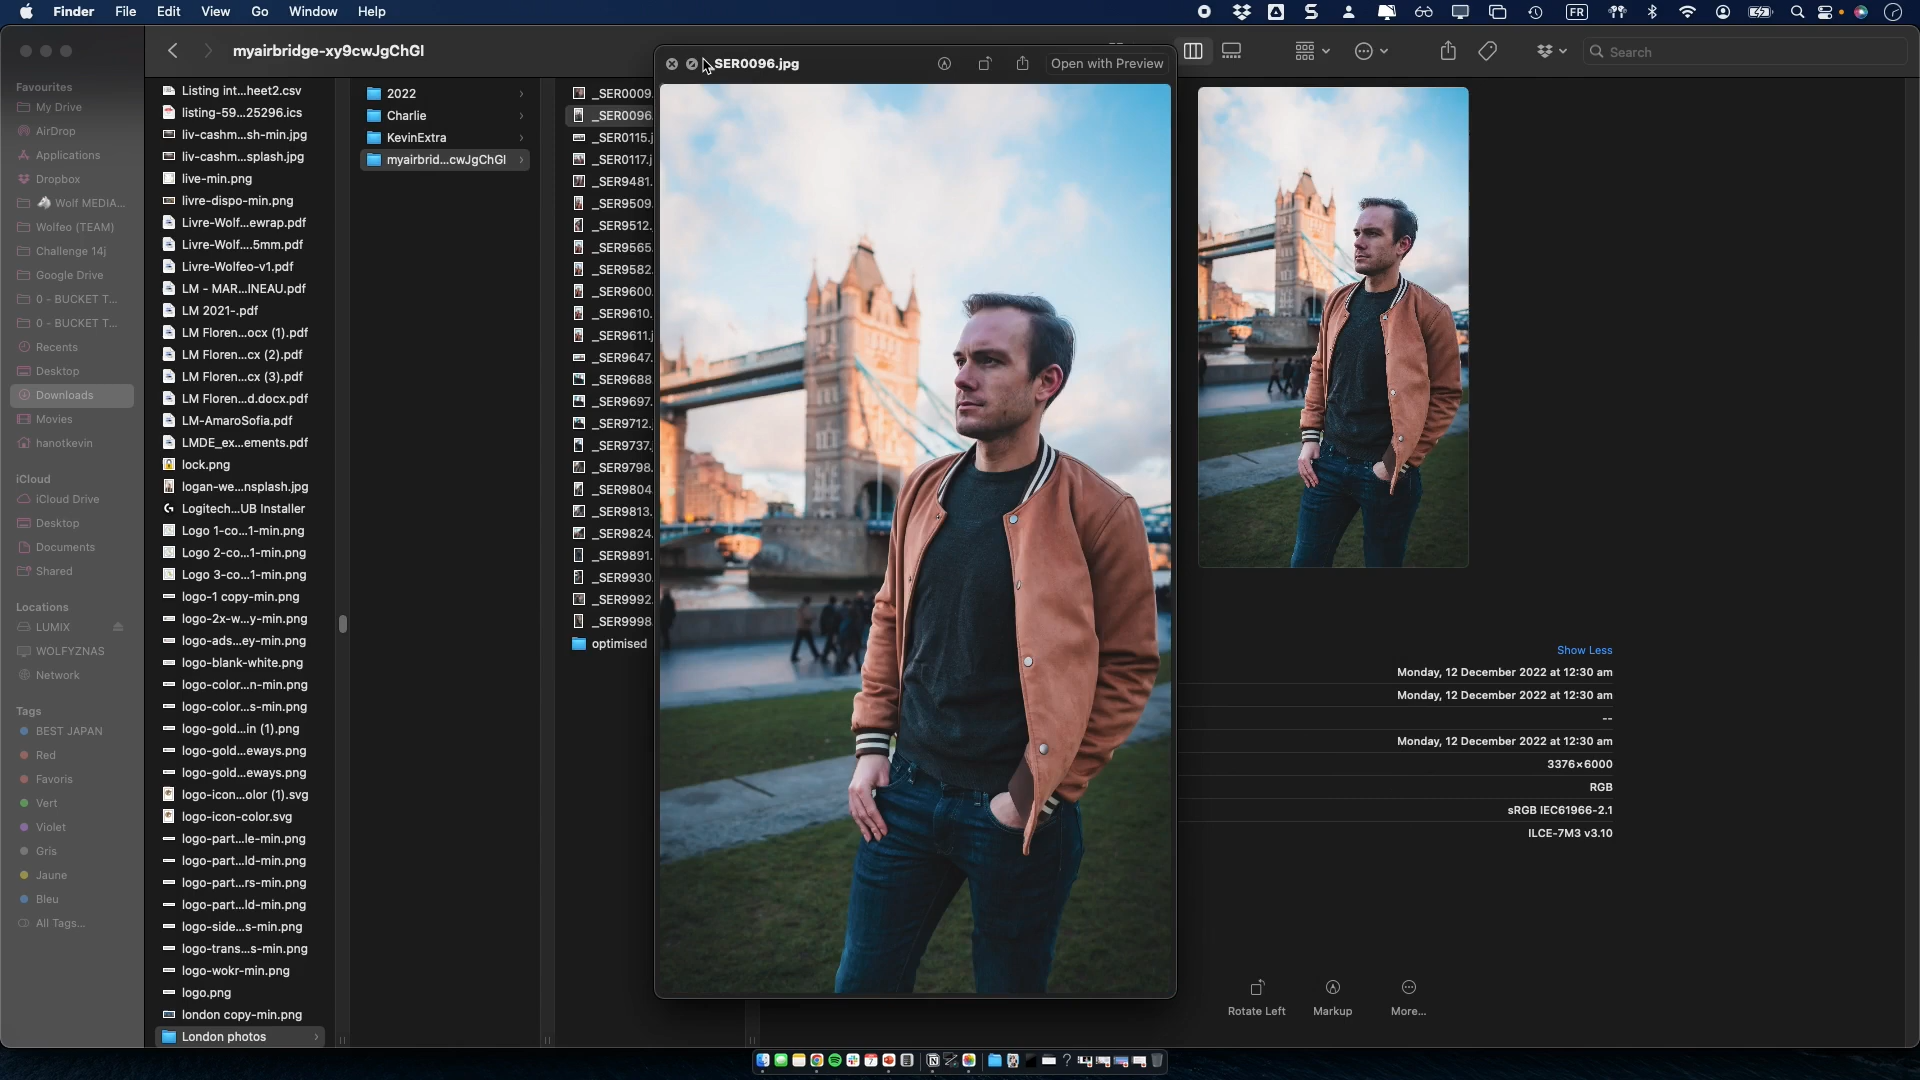 Finder File Edit View Go Window Help
FR
myairbridge-xy9cwJgChGl
Search
Favourites
My Drive
AirDrop
Applications
Dropbox
Wolf MEDIA...
Wolfeo (TEAM)
Challenge 14j
Google Drive
0 - BUCKET T...
0 - BUCKET T...
Recents
Desktop
Downloads
Movies
hanotkevin
iCloud
iCloud Drive
Desktop
Documents
Shared
Locations
LUMIX
WOLFYZNAS
Network
Tags
BEST JAPAN
Red
Favoris
Vert
Violet
Gris
Jaune
Bleu
All Tags...
Listing int...heet2.csv
listing-59...25296.ics
liv-cashm...sh-min.jpg
liv-cashm...splash.jpg
live-min.png
livre-dispo-min.png
Livre-Wolf...ewrap.pdf
Livre-Wolf....5mm.pdf
Livre-Wolfeo-v1.pdf
LM - MAR...INEAU.pdf
LM 2021-.pdf
LM Floren...ocx (1).pdf
LM Floren...cx (2).pdf
LM Floren...cx (3).pdf
LM Floren...d.docx.pdf
LM-AmaroSofia.pdf
LMDE_ex...ements.pdf
lock.png
logan-we...nsplash.jpg
Logitech...UB Installer
Logo 1-co...1-min.png
Logo 2-co...1-min.png
Logo 3-co...1-min.png
logo-1 copy-min.png
logo-2x-w...y-min.png
logo-ads...ey-min.png
logo-blank-white.png
logo-color...n-min.png
logo-color...s-min.png
logo-gold...in (1).png
logo-gold...eways.png
logo-gold...eways.png
logo-icon...olor (1).svg
logo-icon-color.svg
logo-part...le-min.png
logo-part...ld-min.png
logo-part...rs-min.png
logo-part...ld-min.png
logo-side...s-min.png
logo-trans...s-min.png
logo-wokr-min.png
logo.png
london copy-min.png
London photos
2022
Charlie
KevinExtra
myairbrid...cwJgChGl
_SER0009.
_SER0096.
_SER0115.j
_SER0117.j
_SER9481.
_SER9509.
_SER9512.
_SER9565.
_SER9582.
_SER9600.
_SER9610.
_SER9611.j
_SER9647.
_SER9688.
_SER9697.
_SER9712.
_SER9737.
_SER9798.
_SER9804.
_SER9813.
_SER9824.
_SER9891.
_SER9930.
_SER9992.
_SER9998.
optimised
SER0096.jpg
Open with Preview
Show Less
Monday, 12 December 2022 at 12:30 am
Monday, 12 December 2022 at 12:30 am
--
Monday, 12 December 2022 at 12:30 am
3376×6000
RGB
sRGB IEC61966-2.1
ILCE-7M3 v3.10
Rotate Left
Markup
More...